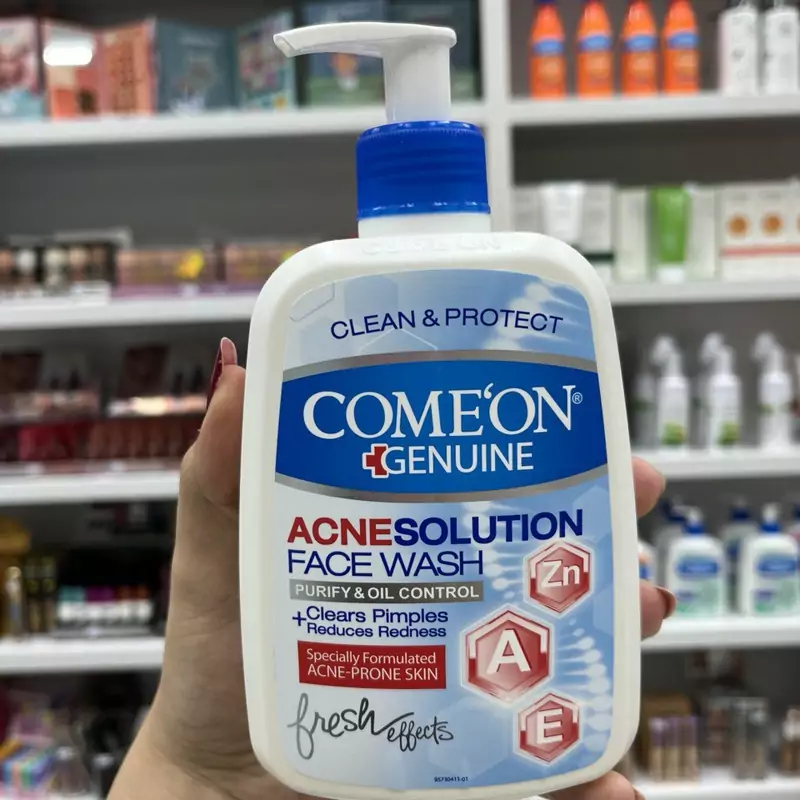 CLEAN & PROTECT
COME'ON®
GENUINE
ACNESOLUTION
FACE WASH
PURIFY & OIL CONTROL
+Clears Pimples
Reduces Redness
Specially Formulated
ACNE-PRONE SKIN
fresh effects
Zn
A
E